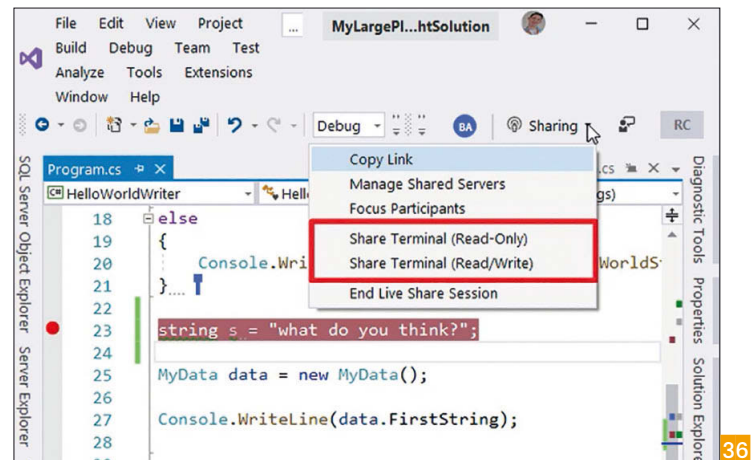 File Edit View Project ... MyLargePl...htSolution
Build Debug Team Test
Analyze Tools Extensions
Window Help
Debug BA Sharing RC
Program.cs .cs
HelloWorldWriter Hell gs)
Copy Link
Manage Shared Servers
Focus Participants
Share Terminal (Read-Only)
Share Terminal (Read/Write)
End Live Share Session
18 else
19 {
20 Console.Wri WorldS
21 }
22
23 string s = "what do you think?";
24
25 MyData data = new MyData();
26
27 Console.WriteLine(data.FirstString);
28
SQL Server Object Explorer
Server Explorer
Diagnostic Tools
Properties
Solution Explore
36